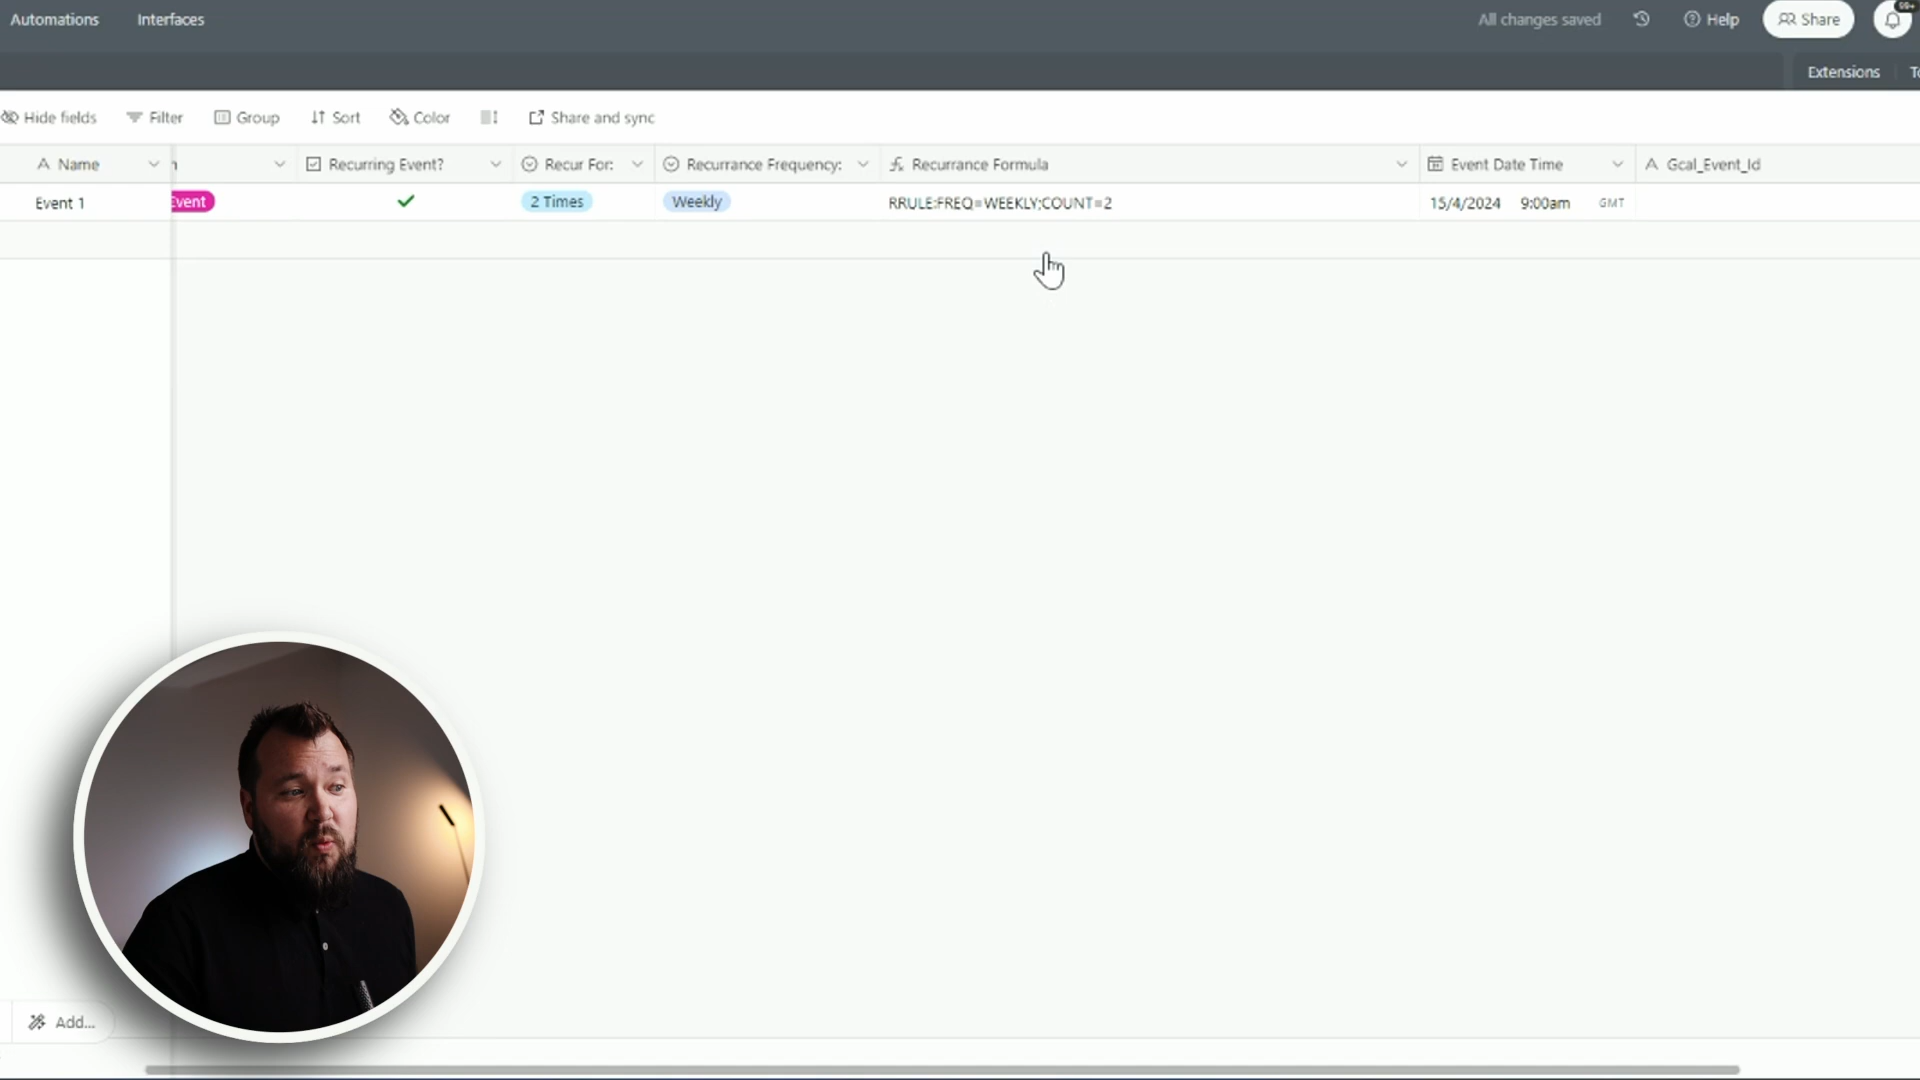 Automations Interfaces All changes saved Help Share 99+
Extensions
Hide fields Filter Group Sort Color Share and sync
Name Recurring Event? Recur For: Recurrance Frequency: Recurrance Formula Event Date Time Gcal_Event_Id
Event 1 Event 2 Times Weekly RRULE:FREQ=WEEKLY;COUNT=2 15/4/2024 9:00am GMT
Add...